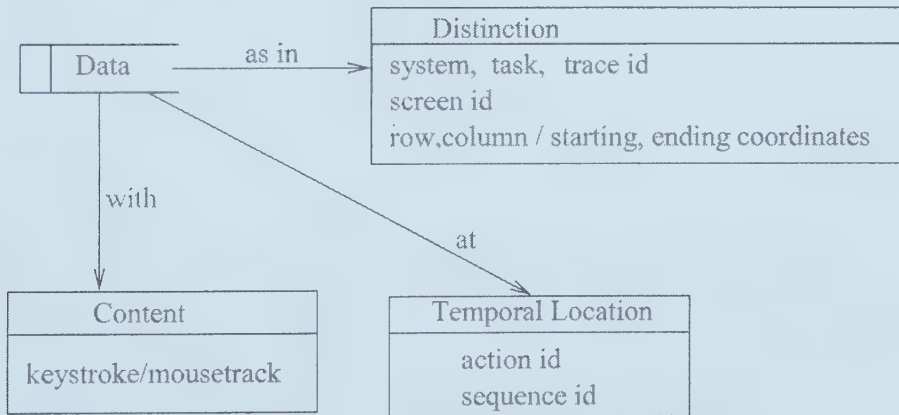 Distinction
Data
as in
system, task, trace id
screen id
row,column / starting, ending coordinates
with
at
Content
Temporal Location
keystroke/mousetrack
action id
sequence id